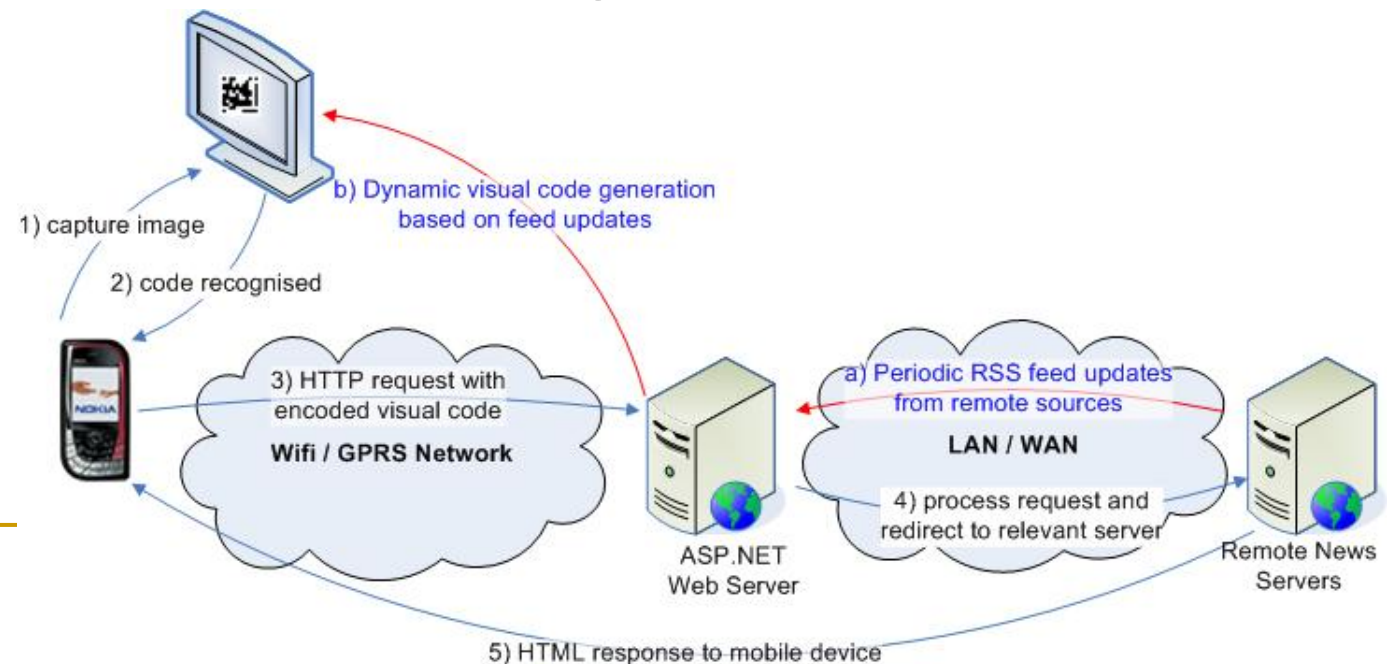 b) Dynamic visual code generation
based on feed updates
1) capture image
2) code recognised
3) HTTP request with
encoded visual code
Wifi / GPRS Network
a) Periodic RSS feed updates
from remote sources
LAN / WAN
4) process request and
redirect to relevant server
NOKIA
ASP.NET
Web Server
Remote News
Servers
5) HTML response to mobile device